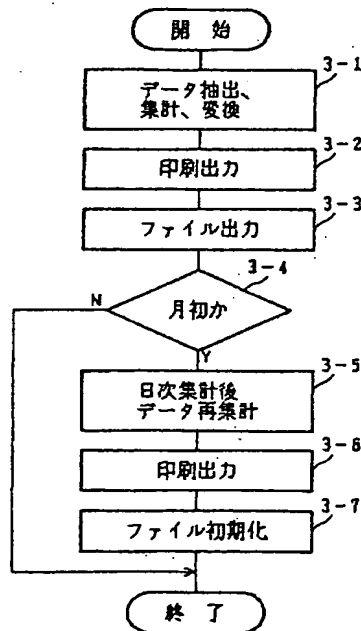 開始
3-1
データ抽出、
集計、変換
3-2
印刷出力
3-3
ファイル出力
3-4
月初か
N
Y
3-5
日次集計後
データ再集計
3-6
印刷出力
3-7
ファイル初期化
終了